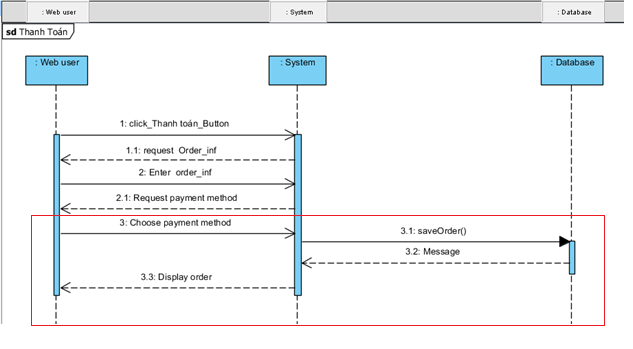 : Web user
: System
: Database
sd Thanh Toán
: Web user
: System
: Database
1: click_Thanh toán_Button
1.1: request Order_inf
2: Enter order_inf
2.1: Request payment method
3: Choose payment method
3.1: saveOrder()
3.2: Message
3.3: Display order